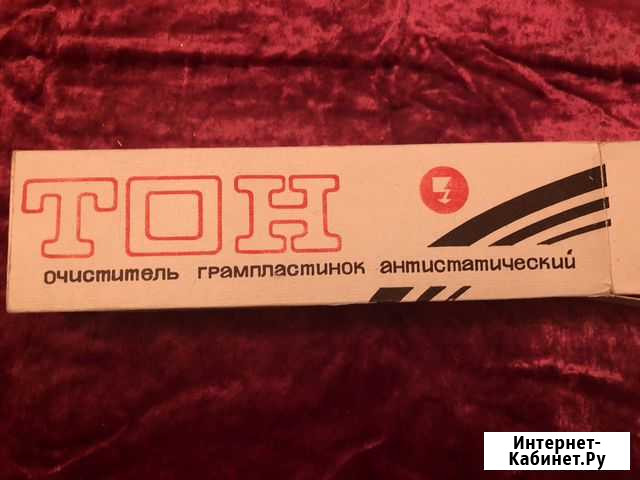 ТОН
очиститель грампластинок антистатический
Интернет-
Кабинет.Ру